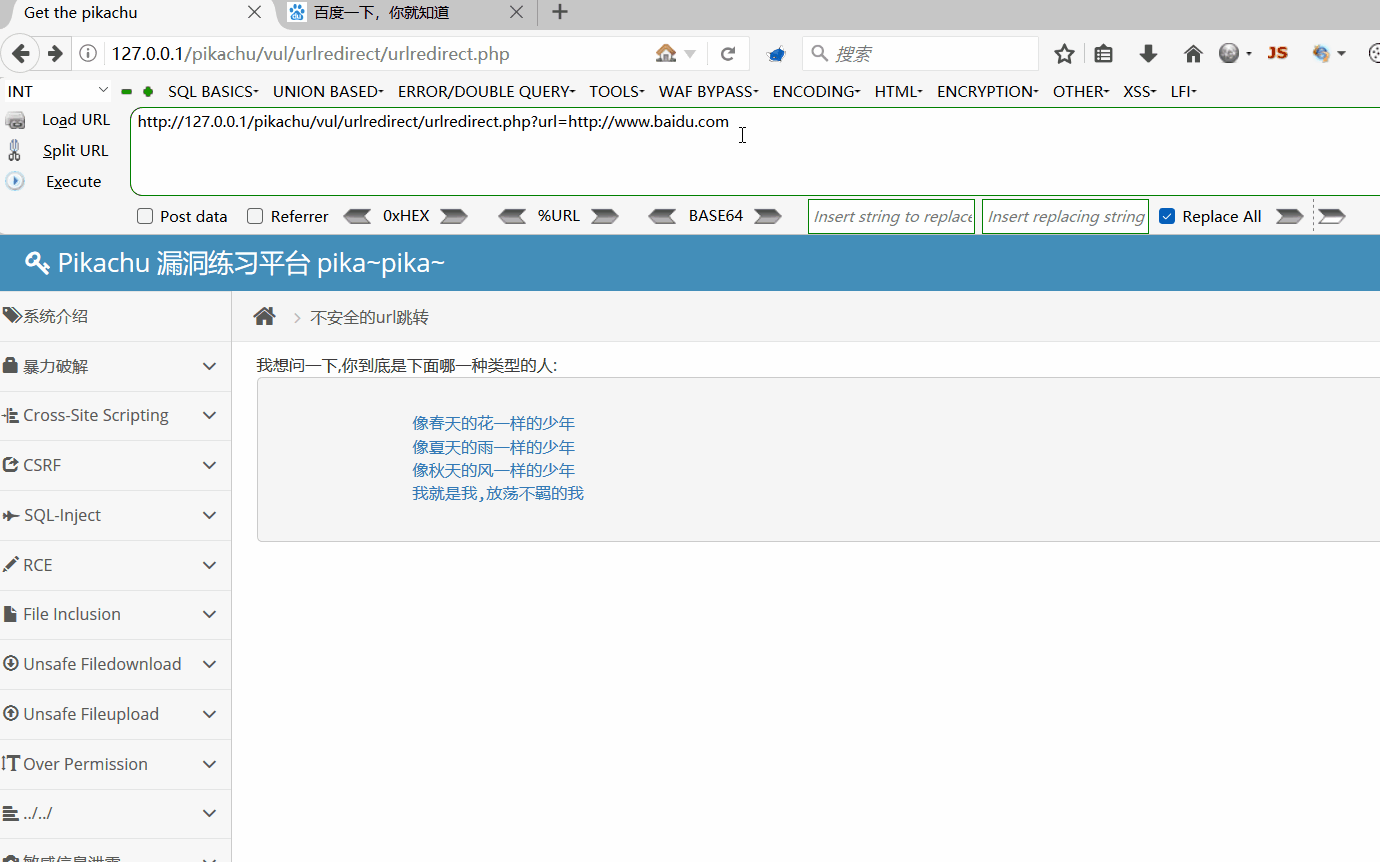 Get the pikachu
百度一下，你就知道
127.0.0.1/pikachu/vul/urlredirect/urlredirect.php
搜索
JS
INT
SQL BASICS
UNION BASED
ERROR/DOUBLE QUERY
TOOLS
WAF BYPASS
ENCODING
HTML
ENCRYPTION
OTHER
XSS
LFI
Load URL
http://127.0.0.1/pikachu/vul/urlredirect/urlredirect.php?url=http://www.baidu.com
Split URL
Execute
Post data
Referrer
0xHEX
%URL
BASE64
Insert string to replace
Insert replacing string
Replace All
Pikachu 漏洞练习平台 pika~pika~
系统介绍
不安全的url跳转
暴力破解
Cross-Site Scripting
CSRF
SQL-Inject
RCE
File Inclusion
Unsafe Filedownload
Unsafe Fileupload
Over Permission
../../
敏感信息泄露
我想问一下,你到底是下面哪一种类型的人:
像春天的花一样的少年
像夏天的雨一样的少年
像秋天的风一样的少年
我就是我,放荡不羁的我